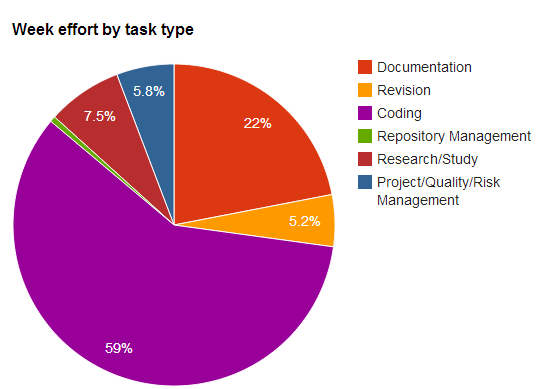 Week effort by task type
5.8%
7.5%
22%
5.2%
59%
Documentation
Revision
Coding
Repository Management
Research/Study
Project/Quality/Risk
Management